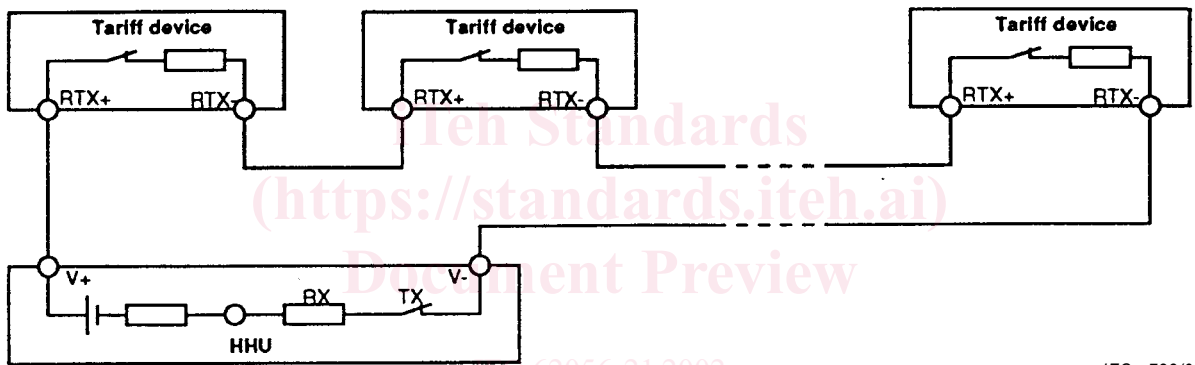 Tariff device
Tariff device
Tariff device
RTX+
RTX-
RTX+
RTX-
RTX+
RTX-
iTeh Standards
(https://standards.iteh.ai)
Document Preview
V+
V-
RX
TX
HHU